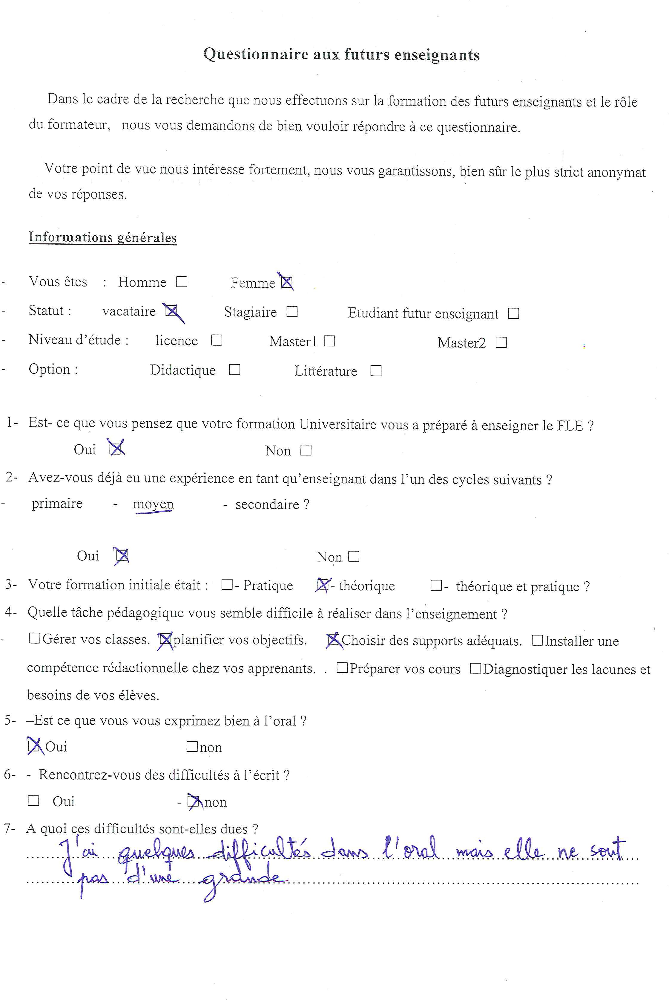 Questionnaire aux futurs enseignants
Dans le cadre de la recherche que nous effectuons sur la formation des futurs enseignants et le rôle
du formateur, nous vous demandons de bien vouloir répondre à ce questionnaire.
Votre point de vue nous intéresse fortement, nous vous garantissons, bien sûr le plus strict anonymat
de vos réponses.
Informations générales
- Vous êtes : Homme ☐ Femme ☒
- Statut : vacataire ☒ Stagiaire ☐ Etudiant futur enseignant ☐
- Niveau d'étude : licence ☐ Master1 ☐ Master2 ☐
- Option : Didactique ☐ Littérature ☐
1- Est- ce que vous pensez que votre formation Universitaire vous a préparé à enseigner le FLE ?
Oui ☒ Non ☐
2- Avez-vous déjà eu une expérience en tant qu'enseignant dans l'un des cycles suivants ?
- primaire - moyen - secondaire ?
Oui ☒ Non ☐
3- Votre formation initiale était : ☐- Pratique ☒- théorique ☐- théorique et pratique ?
4- Quelle tâche pédagogique vous semble difficile à réaliser dans l'enseignement ?
- ☐Gérer vos classes. ☒planifier vos objectifs. ☒Choisir des supports adéquats. ☐Installer une
compétence rédactionnelle chez vos apprenants. . ☐Préparer vos cours ☐Diagnostiquer les lacunes et
besoins de vos élèves.
5- –Est ce que vous vous exprimez bien à l'oral ?
☒Oui ☐non
6- - Rencontrez-vous des difficultés à l'écrit ?
☐ Oui - ☒non
7- A quoi ces difficultés sont-elles dues ?
J'ai quelques difficultés dans l'oral mais elle ne sont
pas d'une grande